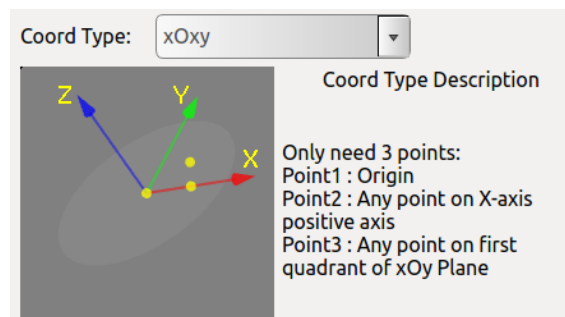 Coord Type: xOxy
Coord Type Description
Z
Y
X
Only need 3 points:
Point1 : Origin
Point2 : Any point on X-axis
positive axis
Point3 : Any point on first
quadrant of xOy Plane